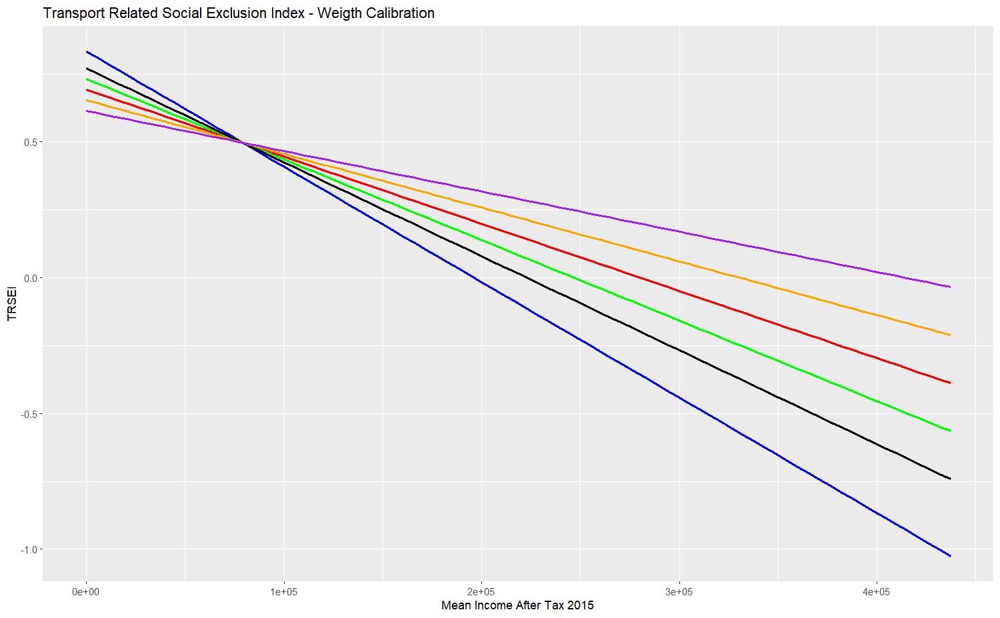 Transport Related Social Exclusion Index - Weigth Calibration
TRSEI
0.5
0.0
-0.5
-1.0
0e+00 1e+05 2e+05 3e+05 4e+05
Mean Income After Tax 2015